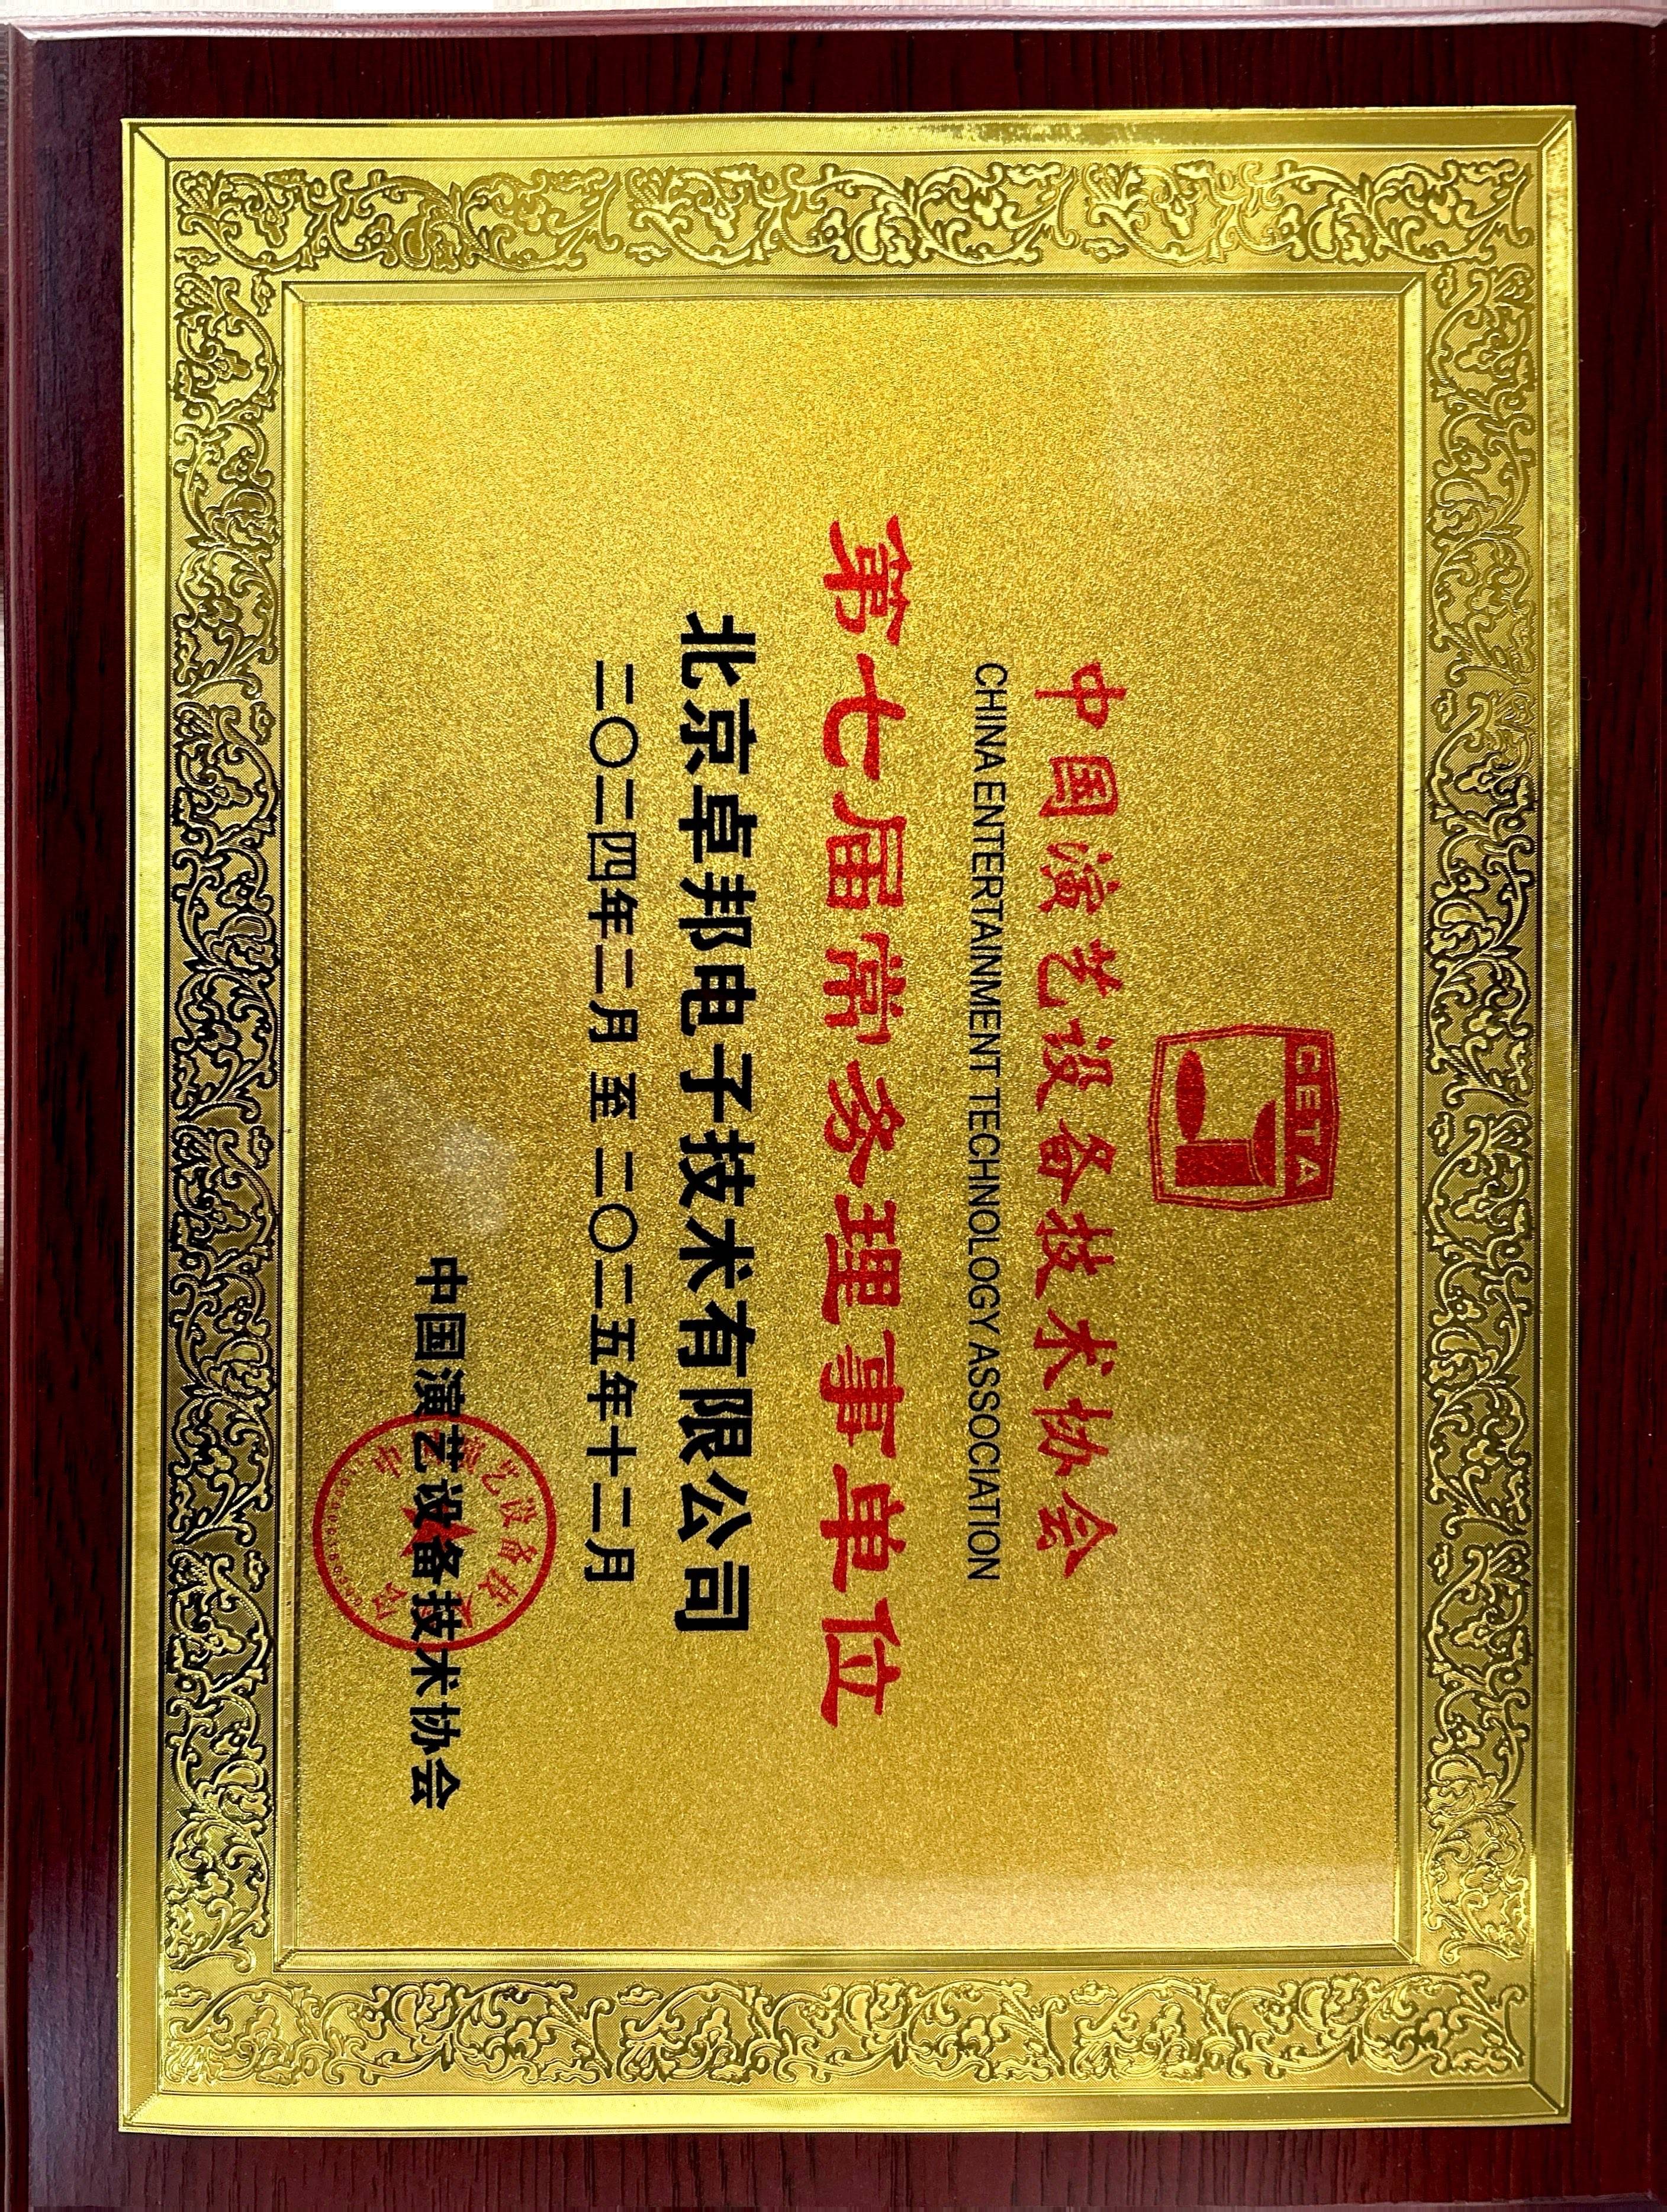 CETA
中国演艺设备技术协会
CHINA ENTERTAINMENT TECHNOLOGY ASSOCIATION
第七届常务理事单位
北京卓邦电子技术有限公司
二〇二四年二月 至 二〇二五年十二月
中国演艺设备技术协会